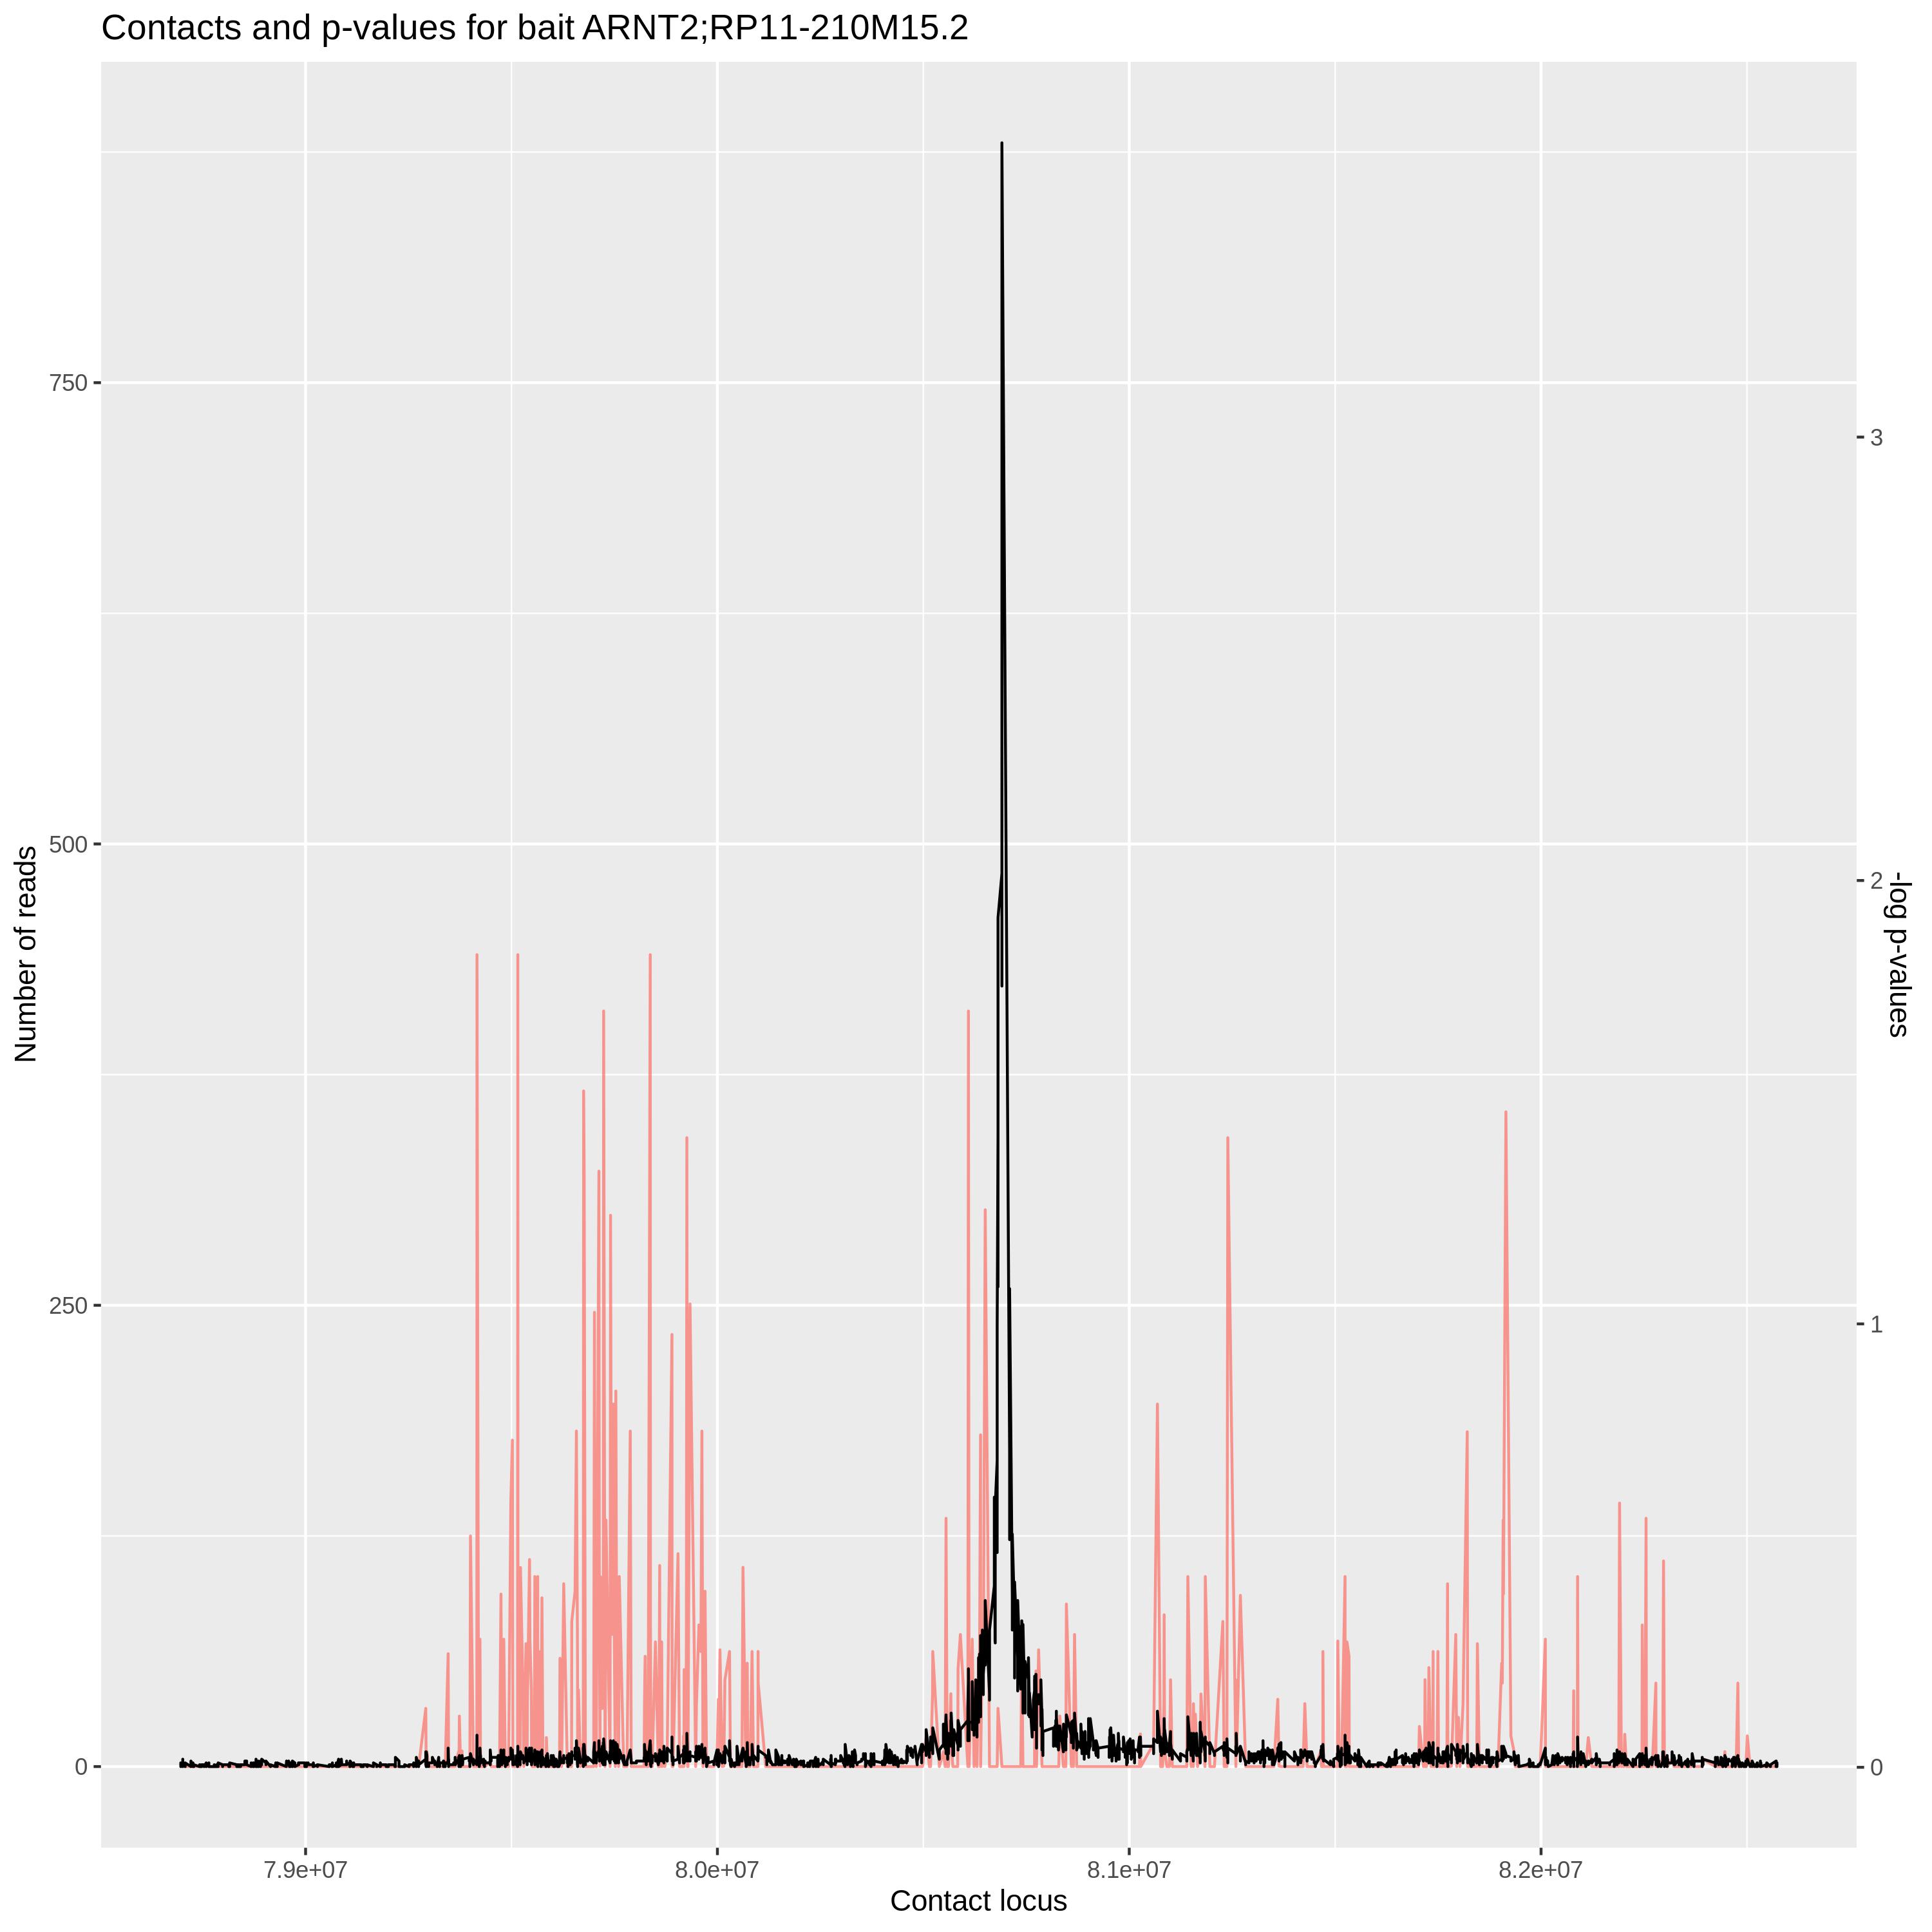 Contacts and p-values for bait ARNT2;RP11-210M15.2
750
500
250
0
Number of reads
3
2
1
0
-log p-values
7.9e+07
8.0e+07
8.1e+07
8.2e+07
Contact locus